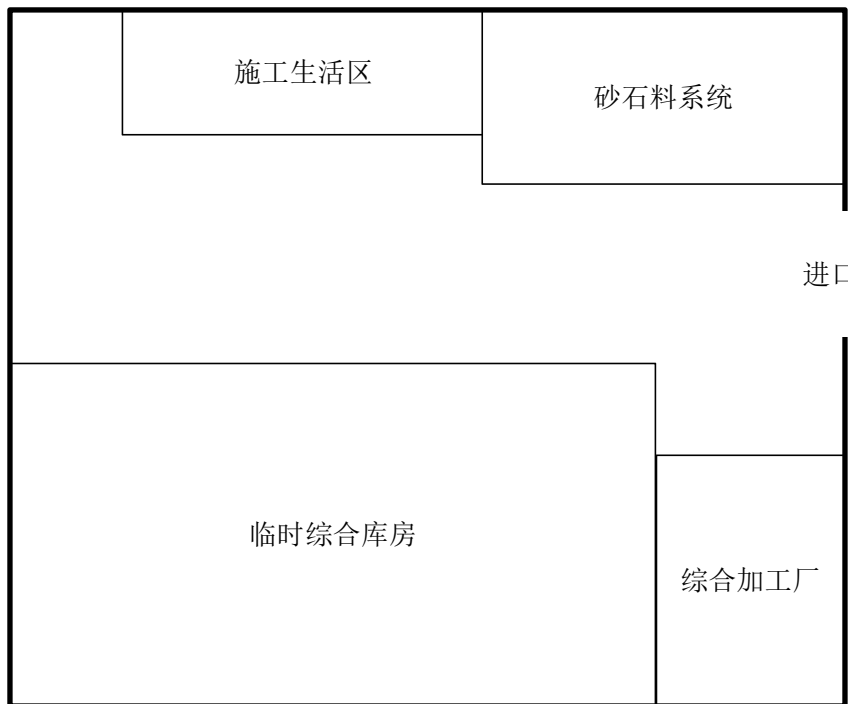 施工生活区
砂石料系统
进口
临时综合库房
综合加工厂